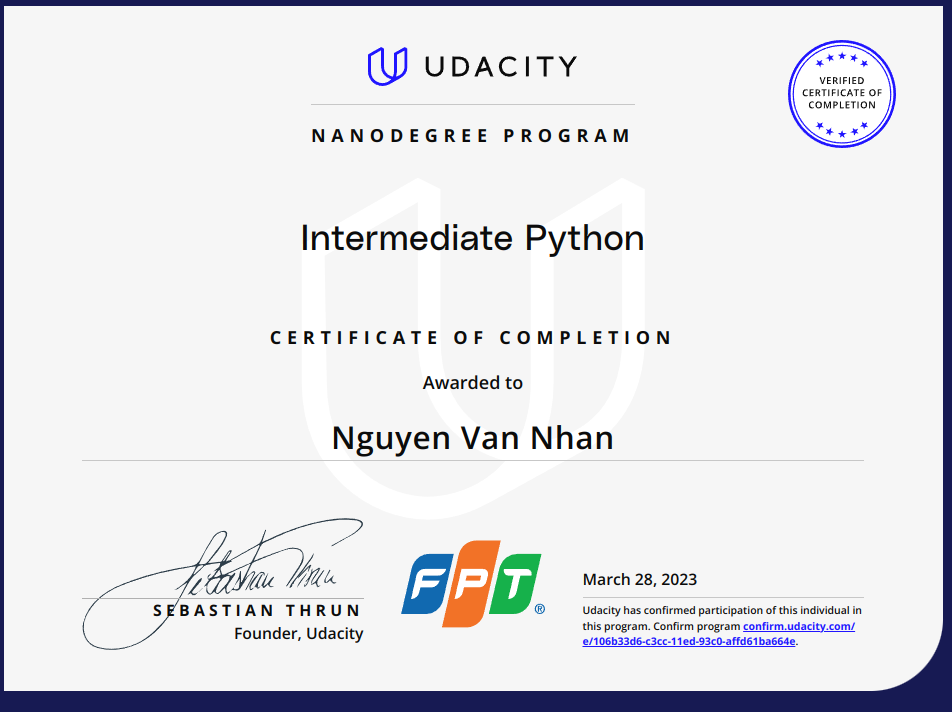 UDACITY
VERIFIED
CERTIFICATE OF
COMPLETION
NANODEGREE PROGRAM
Intermediate Python
CERTIFICATE OF COMPLETION
Awarded to
Nguyen Van Nhan
Sebastian Thrun
SEBASTIAN THRUN
Founder, Udacity
FPT®
March 28, 2023
Udacity has confirmed participation of this individual in
this program. Confirm program confirm.udacity.com/
e/106b33d6-c3cc-11ed-93c0-affd61ba664e.